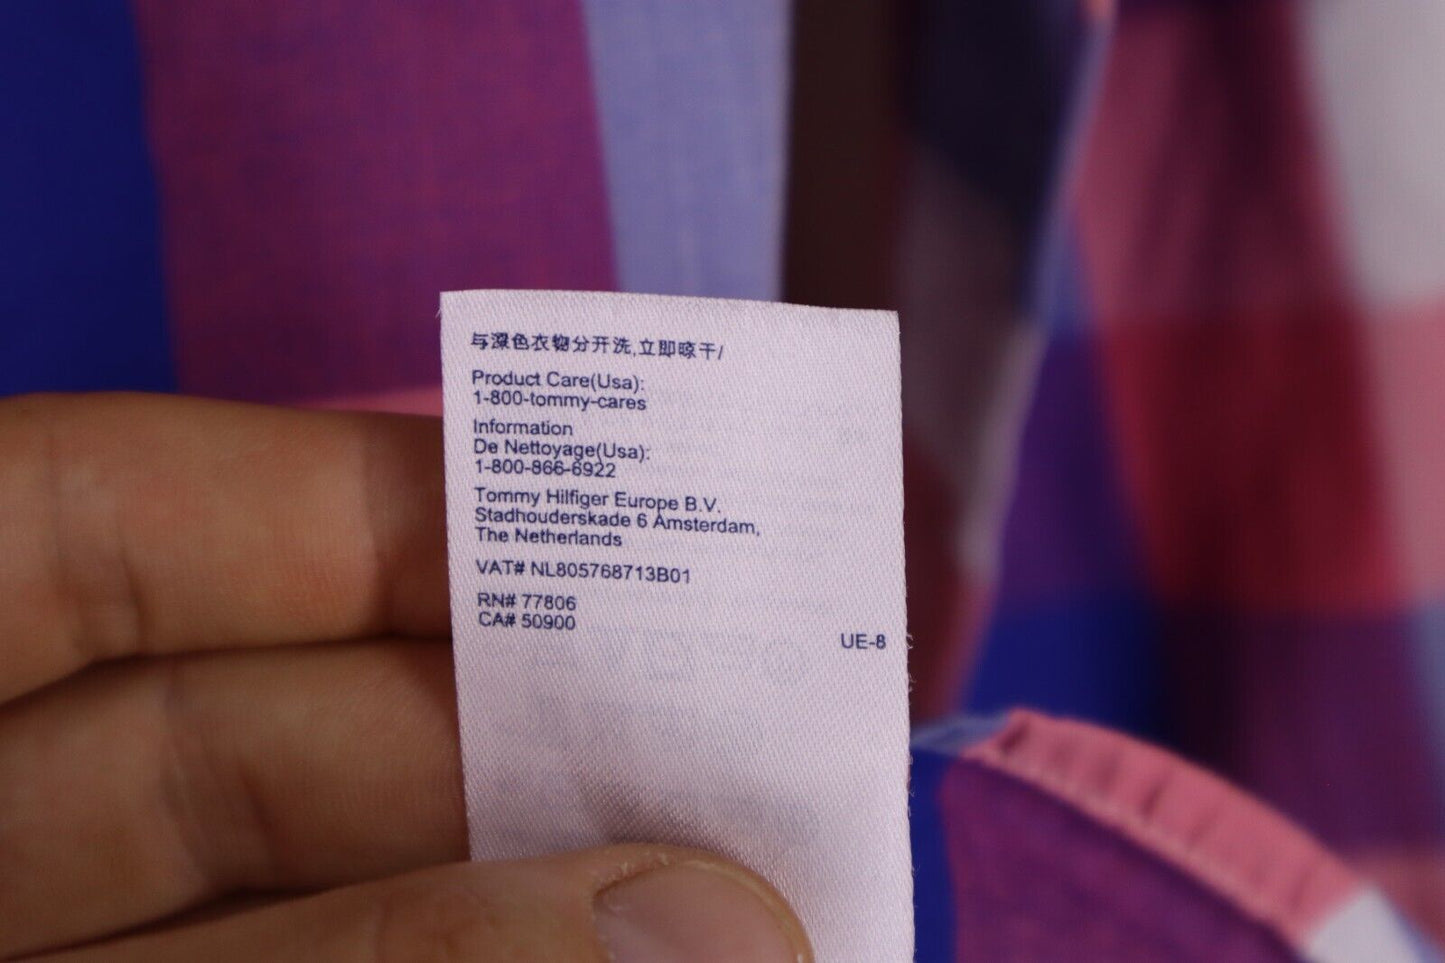 与深色衣物分开洗,立即晾干/
Product Care(Usa):
1-800-tommy-cares
Information
De Nettoyage(Usa):
1-800-866-6922
Tommy Hilfiger Europe B.V.
Stadhouderskade 6 Amsterdam,
The Netherlands
VAT# NL805768713B01
RN# 77806
CA# 50900
UE-8